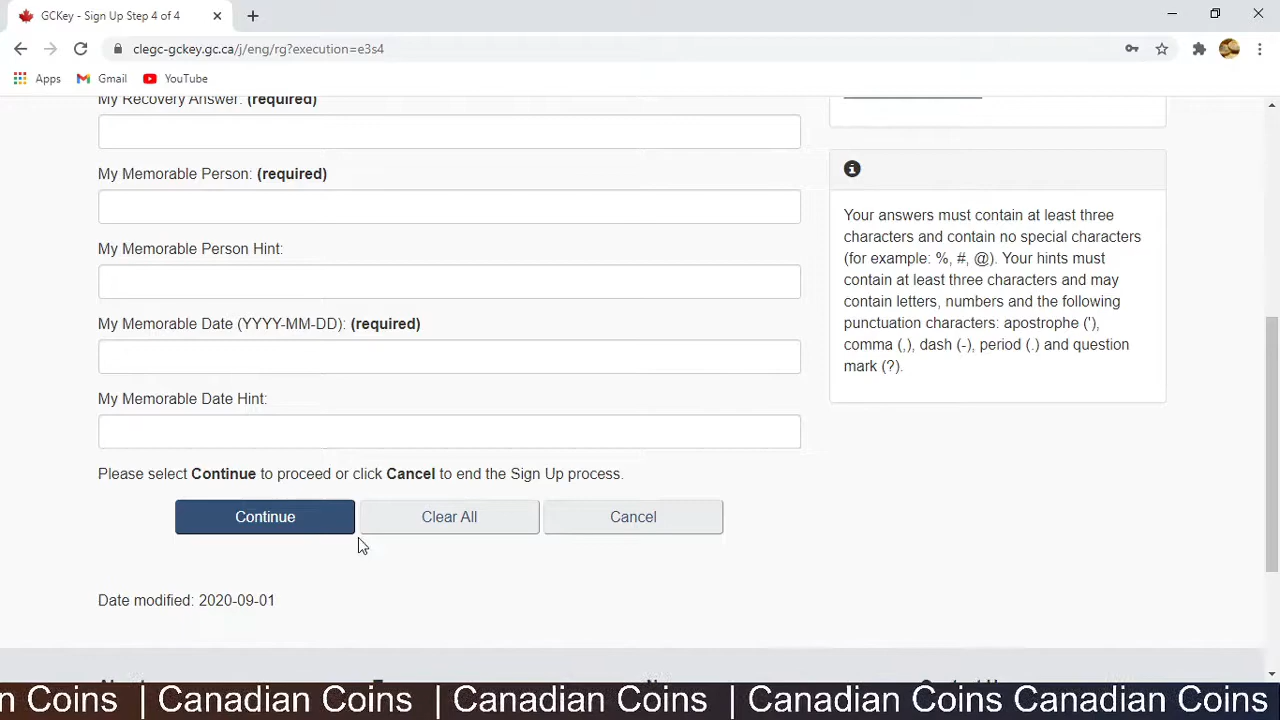 GCKey - Sign Up Step 4 of 4
clegc-gckey.gc.ca/j/eng/rg?execution=e3s4
Apps Gmail YouTube
My Recovery Answer: (required)
My Memorable Person: (required)
My Memorable Person Hint:
My Memorable Date (YYYY-MM-DD): (required)
My Memorable Date Hint:
Please select Continue to proceed or click Cancel to end the Sign Up process.
Continue Clear All Cancel
Date modified: 2020-09-01
Your answers must contain at least three
characters and contain no special characters
(for example: %, #, @). Your hints must
contain at least three characters and may
contain letters, numbers and the following
punctuation characters: apostrophe ('),
comma (,), dash (-), period (.) and question
mark (?).
n Coins | Canadian Coins | Canadian Coins | Canadian Coins Canadian Coins